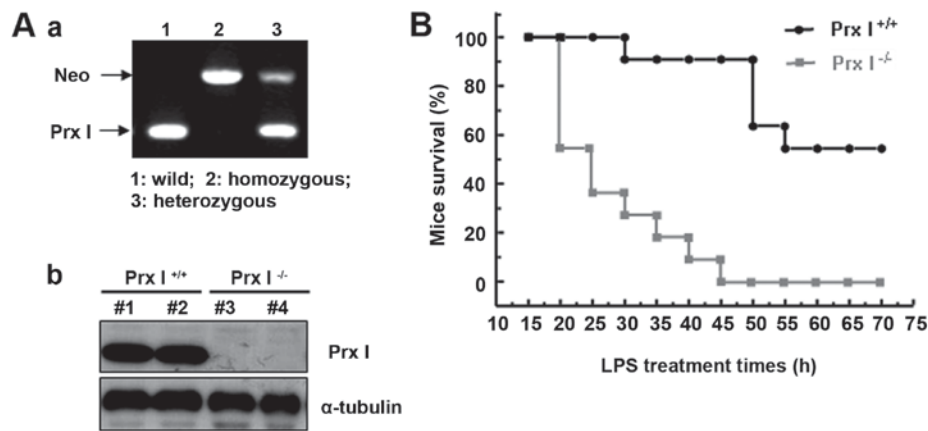 A a
1 2 3
Neo
Prx I
1: wild; 2: homozygous;
3: heterozygous
b
Prx I +/+ Prx I -/-
#1 #2 #3 #4
Prx I
α-tubulin
B
Prx I +/+
Prx I -/-
Mice survival (%)
100
80
60
40
20
0
10 15 20 25 30 35 40 45 50 55 60 65 70 75
LPS treatment times (h)